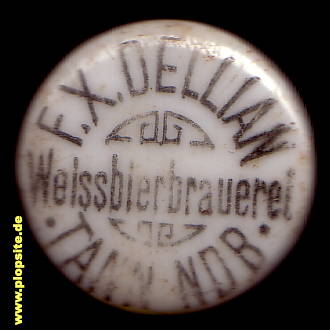 F.X.DELLIAN
Weissbierbrauerei
· TANN NDB ·
www.plopsite.de